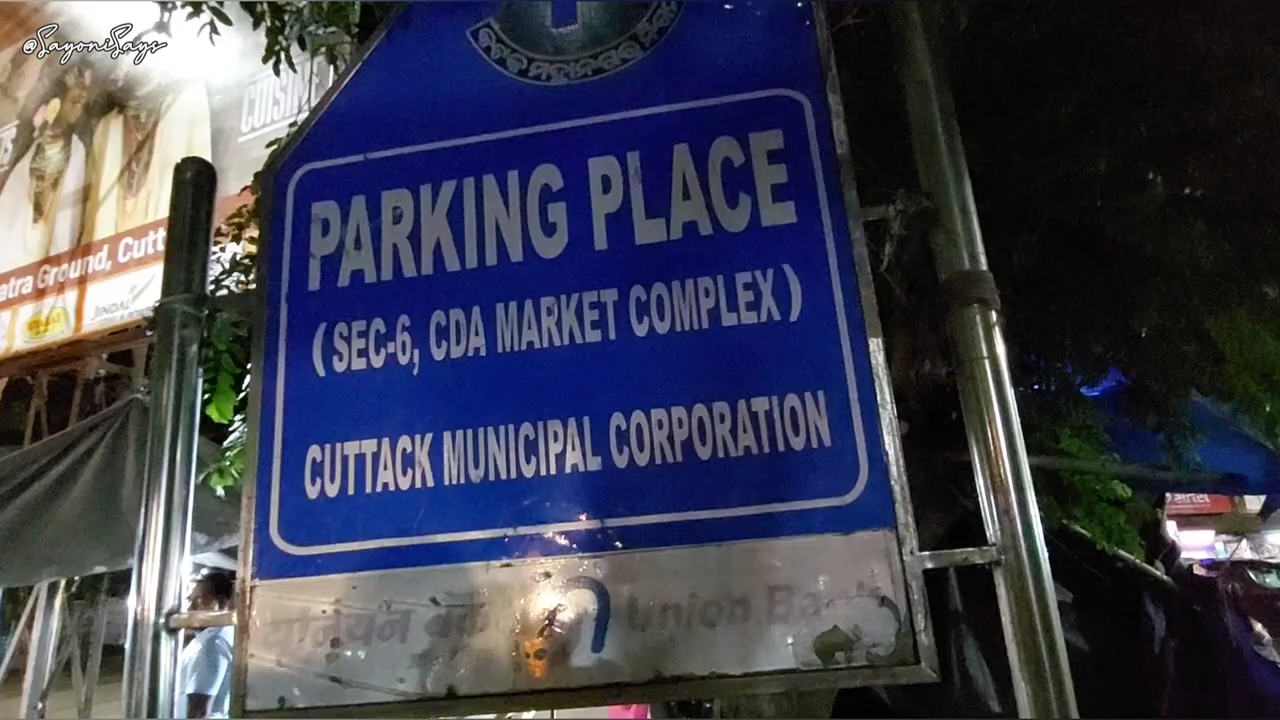 @SayoniSays
CUISINE
atra Ground, Cutt
JINDAL
PARKING PLACE
(SEC-6, CDA MARKET COMPLEX)
CUTTACK MUNICIPAL CORPORATION
यूनियन बैंक Union Bank
airtel